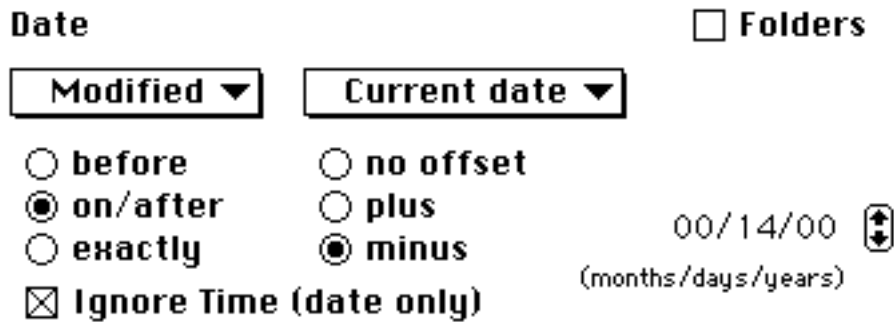 Date
Folders
Modified
Current date
before
no offset
on/after
plus
00/14/00
exactly
minus
(months/days/years)
Ignore Time (date only)